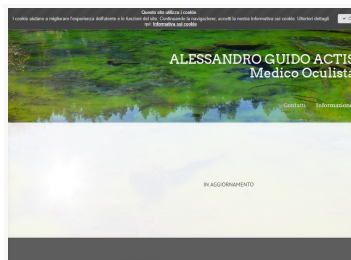 Questo sito utilizza i cookie.
I cookie aiutano a migliorare l'esperienza dell'utente e le funzioni del sito. Continuando la navigazione, accetti la nostra Informativa sui cookie. Ulteriori dettagli
qui: Informativa sui cookie
ALESSANDRO GUIDO ACTIS
Medico Oculista
Contatti Informazioni
IN AGGIORNAMENTO